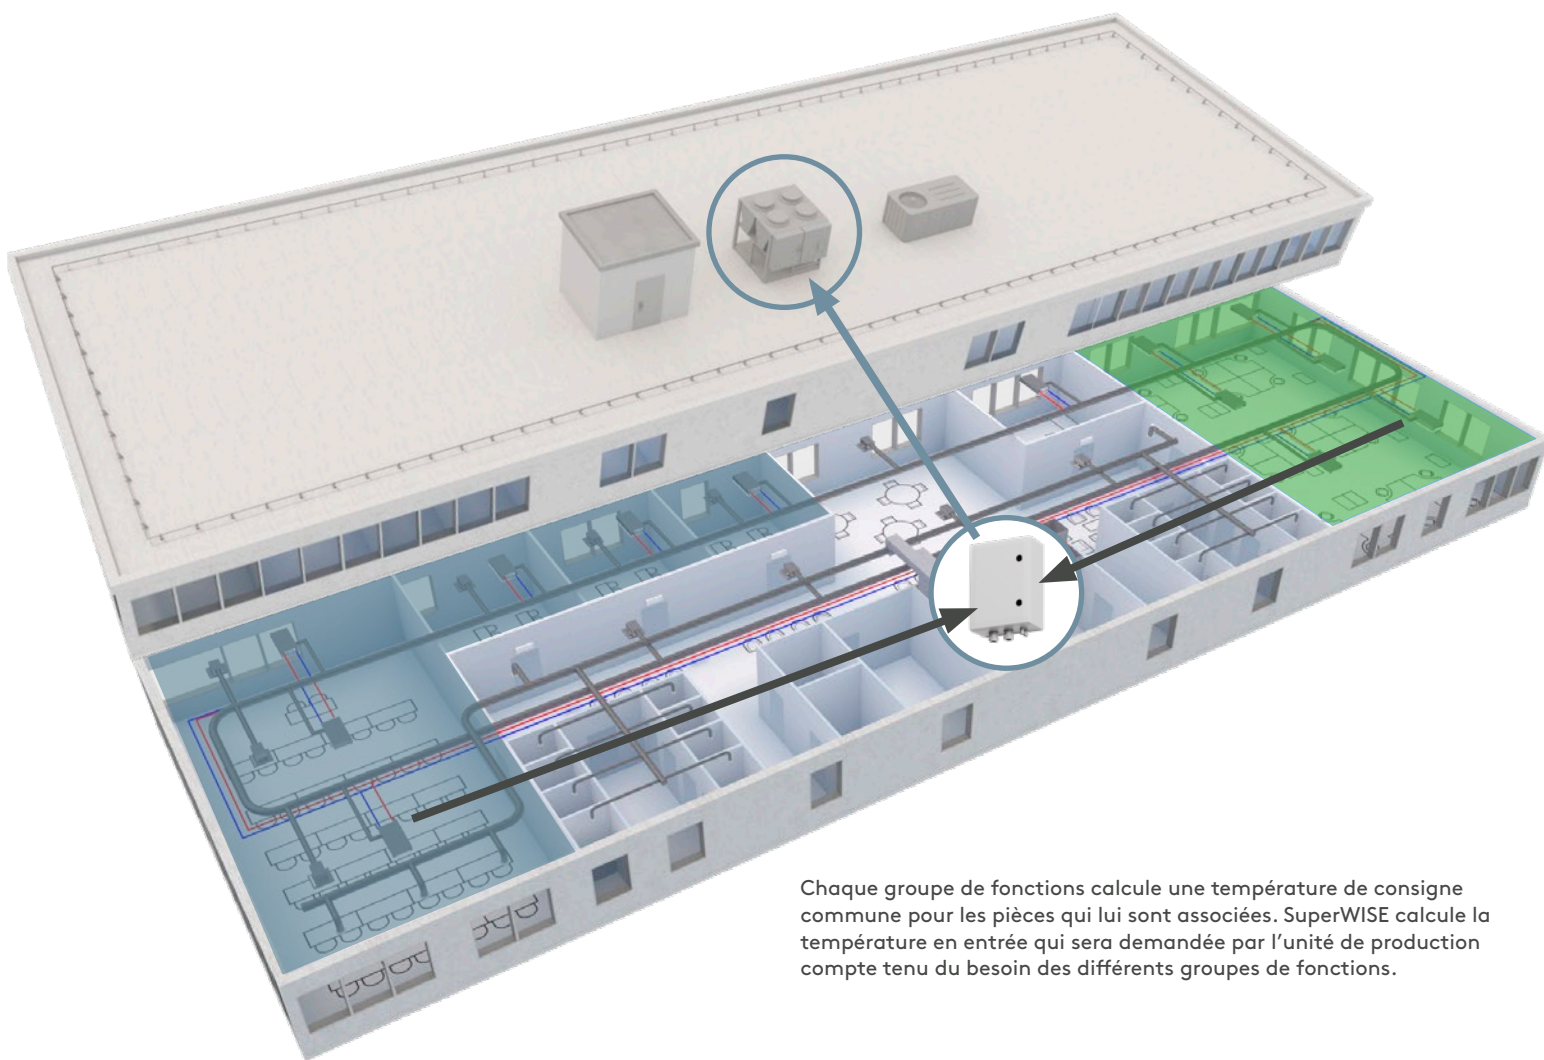 Chaque groupe de fonctions calcule une température de consigne
commune pour les pièces qui lui sont associées. SuperWISE calcule la
température en entrée qui sera demandée par l’unité de production
compte tenu du besoin des différents groupes de fonctions.